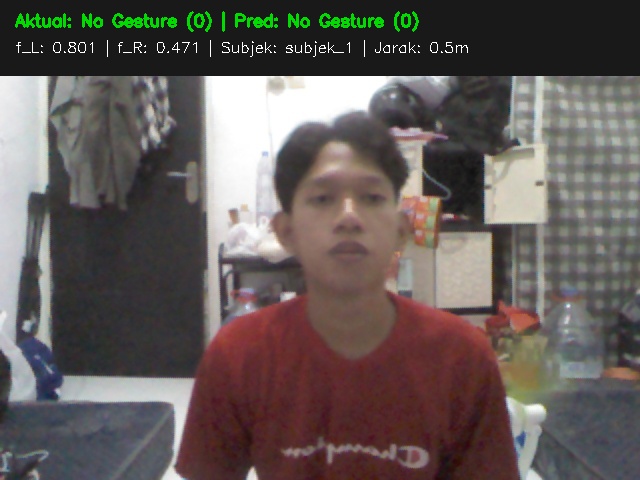 Aktual: No Gesture (0) | Pred: No Gesture (0)
f_L: 0.801 | f_R: 0.471 | Subjek: subjek_1 | Jarak: 0.5m
Champion